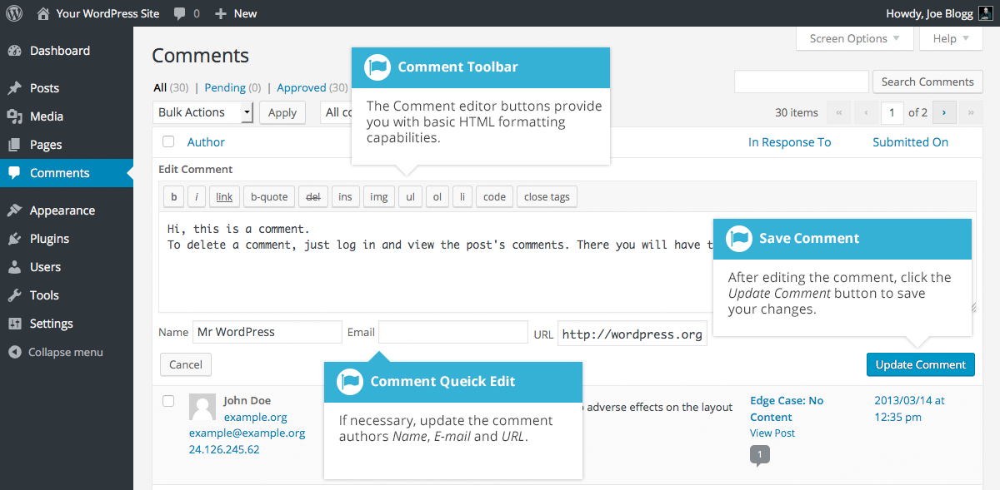 Your WordPress Site 0 + New Howdy, Joe Blogg
Screen Options Help
Dashboard
Posts
Media
Pages
Comments
Appearance
Plugins
Users
Tools
Settings
Collapse menu
Comments
All (30) | Pending (0) | Approved (30)
Search Comments
Bulk Actions Apply All co
30 items « ‹ 1 of 2 › »
Author In Response To Submitted On
Comment Toolbar
The Comment editor buttons provide
you with basic HTML formatting
capabilities.
Edit Comment
b i link b-quote del ins img ul ol li code close tags
Hi, this is a comment.
To delete a comment, just log in and view the post's comments. There you will have t
Save Comment
After editing the comment, click the
Update Comment button to save
your changes.
Name Mr WordPress Email URL http://wordpress.org
Cancel Update Comment
Comment Queick Edit
If necessary, update the comment
authors Name, E-mail and URL.
John Doe
example.org
example@example.org
24.126.245.62
adverse effects on the layout
Edge Case: No
Content
View Post
1
2013/03/14 at
12:35 pm